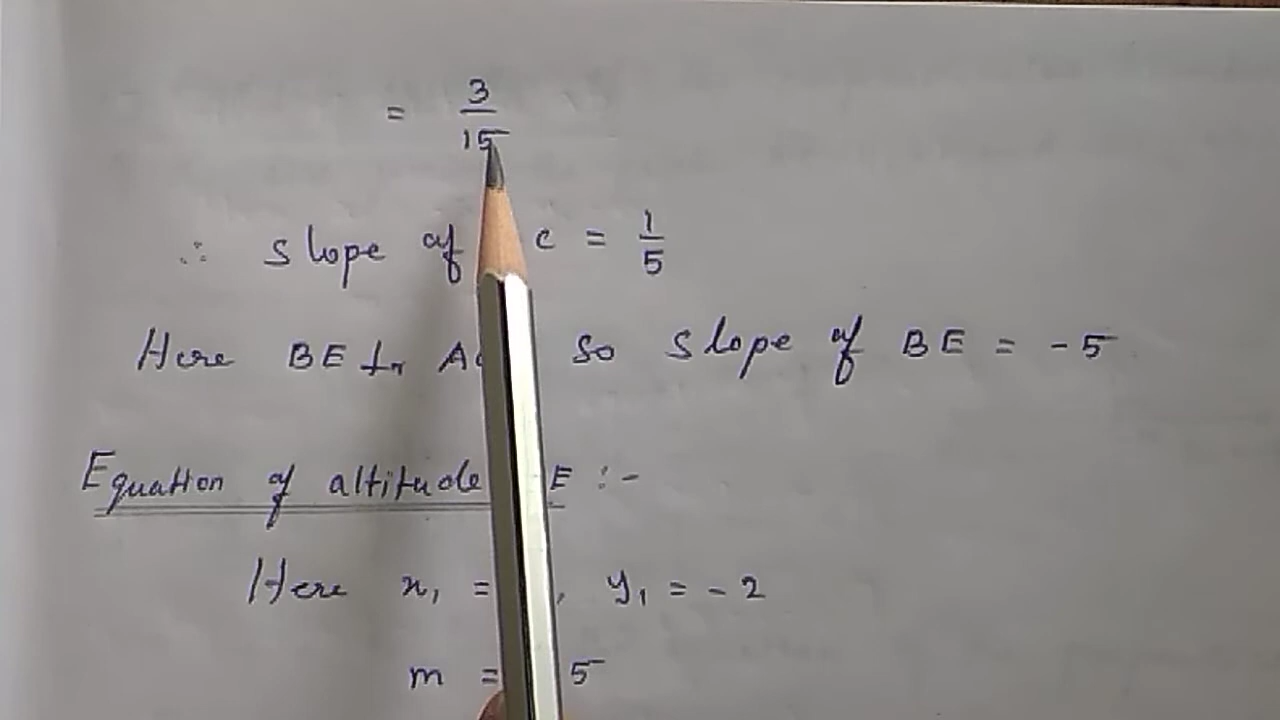 = 3/15
∴ slope of C = 1/5
Here BE ⊥r A so slope of BE = -5
Equation of altitude E :-
Here x₁ = , y₁ = -2
m = 5